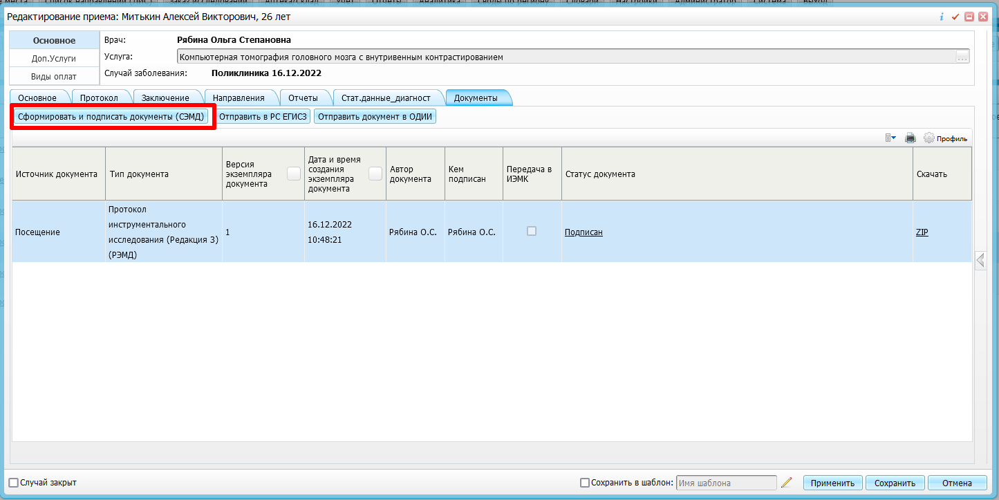 Редактирование приема: Митькин Алексей Викторович, 26 лет
Основное
Доп.Услуги
Виды оплат
Врач: Рябина Ольга Степановна
Услуга: Компьютерная томография головного мозга с внутривенным контрастированием ...
Случай заболевания: Поликлиника 16.12.2022
Основное Протокол Заключение Направления Отчеты Стат.данные_диагност Документы
Сформировать и подписать документы (СЭМД) Отправить в РС ЕГИСЗ Отправить документ в ОДИИ
Профиль
Источник документа
Тип документа
Версия
экземпляра
документа
Дата и время
создания
экземпляра
документа
Автор
документа
Кем
подписан
Передача в
ИЭМК
Статус документа
Скачать
Посещение
Протокол
инструментального
исследования (Редакция 3)
(РЭМД)
1
16.12.2022
10:48:21
Рябина О.С.
Рябина О.С.
Подписан
ZIP
Случай закрыт
Сохранить в шаблон: Имя шаблона
Применить Сохранить Отмена